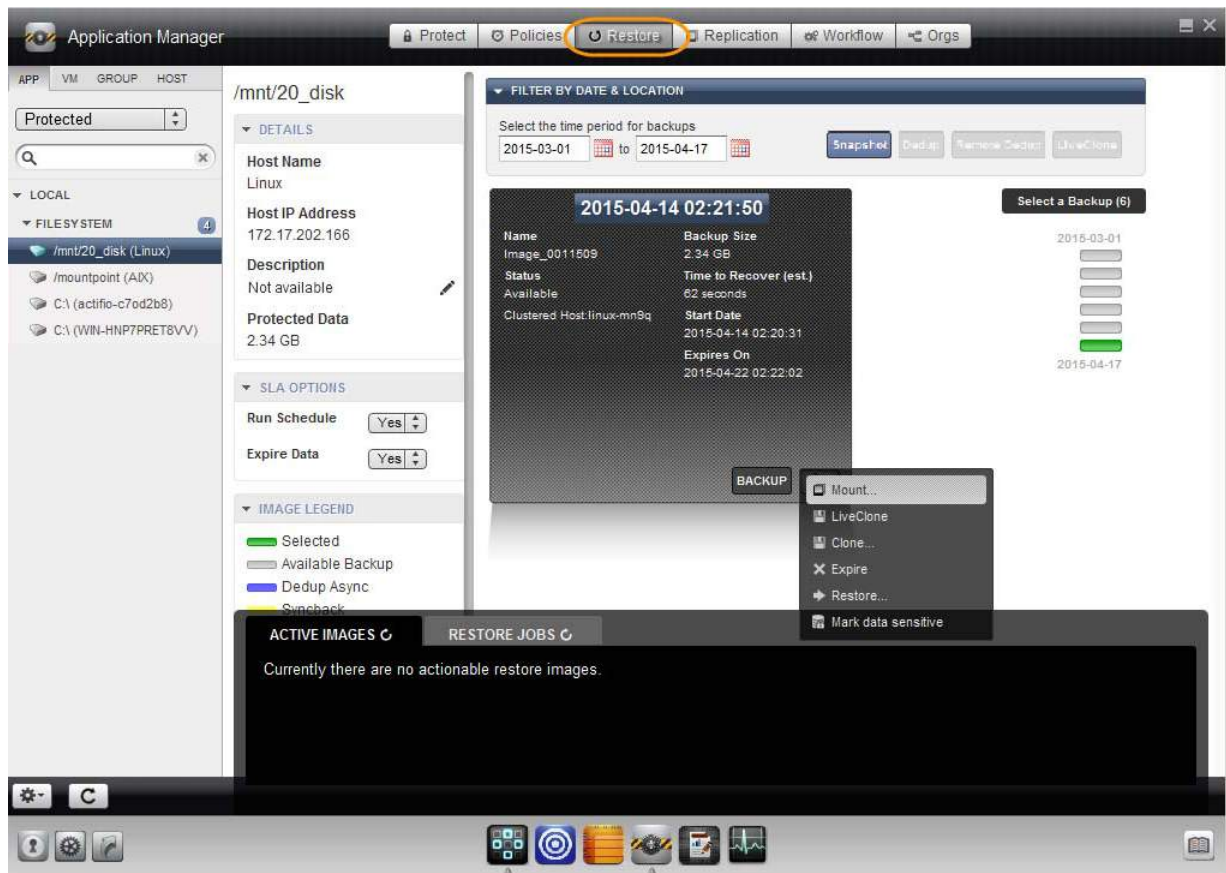 Application Manager
Protect
Policies
Restore
Replication
Workflow
Orgs
APP VM GROUP HOST
Protected
LOCAL
FILESYSTEM 4
/mnt/20_disk (Linux)
/mountpoint (AIX)
C:\ (actifio-c7od2b8)
C:\ (WIN-HNP7PRET8VV)
/mnt/20_disk
DETAILS
Host Name
Linux
Host IP Address
172.17.202.166
Description
Not available
Protected Data
2.34 GB
SLA OPTIONS
Run Schedule Yes
Expire Data Yes
IMAGE LEGEND
Selected
Available Backup
Dedup Async
Syncback
FILTER BY DATE & LOCATION
Select the time period for backups
2015-03-01 to 2015-04-17
Snapshot Dedup Remote Dedup LiveClone
2015-04-14 02:21:50
Name
Image_0011509
Status
Available
Clustered Host:linux-mn9q
Backup Size
2.34 GB
Time to Recover (est.)
62 seconds
Start Date
2015-04-14 02:20:31
Expires On
2015-04-22 02:22:02
BACKUP
Mount...
LiveClone
Clone...
Expire
Restore...
Mark data sensitive
Select a Backup (6)
2015-03-01
2015-04-17
ACTIVE IMAGES
RESTORE JOBS
Currently there are no actionable restore images.